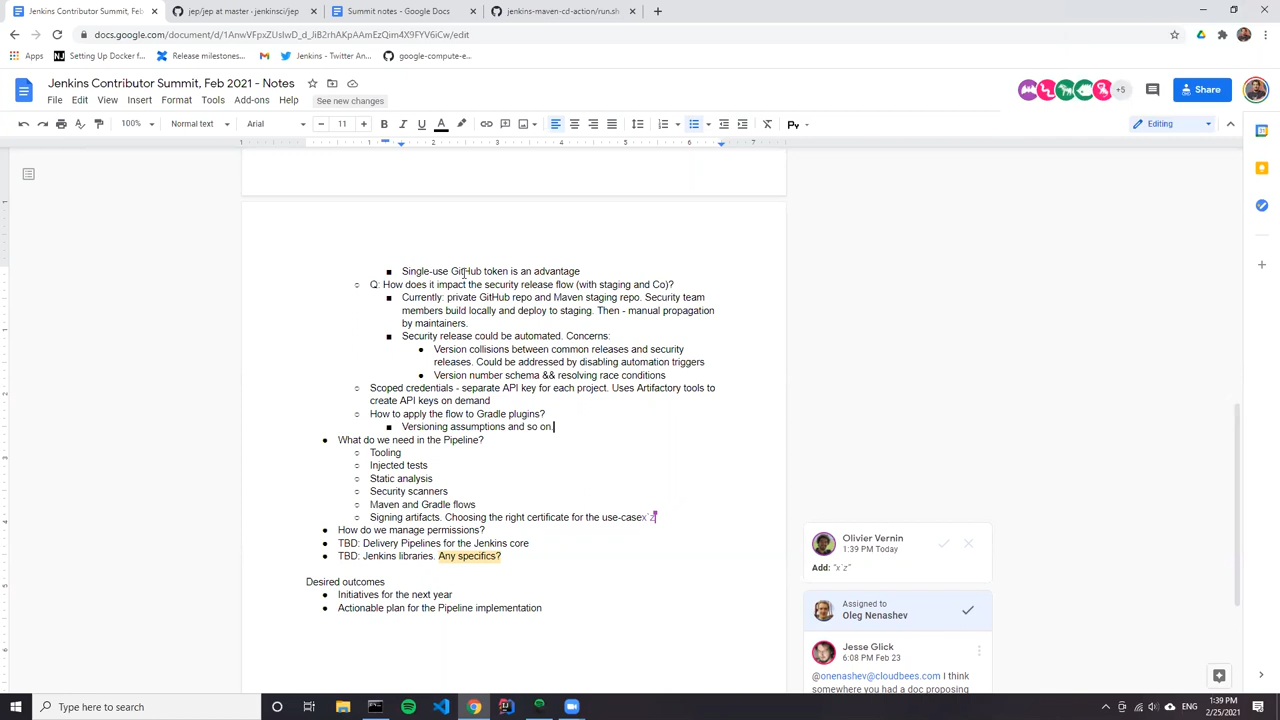 Jenkins Contributor Summit, Feb
jep/jep at master · jenkinsci/jep
Summit notes - Google Docs
jenkins-maven-cd-action/run.sh
docs.google.com/document/d/1AnwVFpxZUslwD_d_JiB2rhAKpAAmEzQim4X9FYV6iCw/edit
Apps
Setting Up Docker f...
Release milestones...
Jenkins - Twitter An...
google-compute-e...
Jenkins Contributor Summit, Feb 2021 - Notes
File Edit View Insert Format Tools Add-ons Help See new changes
+5
Share
100% Normal text Arial 11
Editing
Single-use GitHub token is an advantage
Q: How does it impact the security release flow (with staging and Co)?
Currently: private GitHub repo and Maven staging repo. Security team
members build locally and deploy to staging. Then - manual propagation
by maintainers.
Security release could be automated. Concerns:
Version collisions between common releases and security
releases. Could be addressed by disabling automation triggers
Version number schema && resolving race conditions
Scoped credentials - separate API key for each project. Uses Artifactory tools to
create API keys on demand
How to apply the flow to Gradle plugins?
Versioning assumptions and so on.
What do we need in the Pipeline?
Tooling
Injected tests
Static analysis
Security scanners
Maven and Gradle flows
Signing artifacts. Choosing the right certificate for the use-casex`z
How do we manage permissions?
TBD: Delivery Pipelines for the Jenkins core
TBD: Jenkins libraries. Any specifics?
Desired outcomes
Initiatives for the next year
Actionable plan for the Pipeline implementation
Olivier Vernin
1:39 PM Today
Add: "x`z"
Assigned to
Oleg Nenashev
Jesse Glick
6:08 PM Feb 23
@onenashev@cloudbees.com I think
somewhere you had a doc proposing
Type here to search
ENG
1:39 PM
2/25/2021